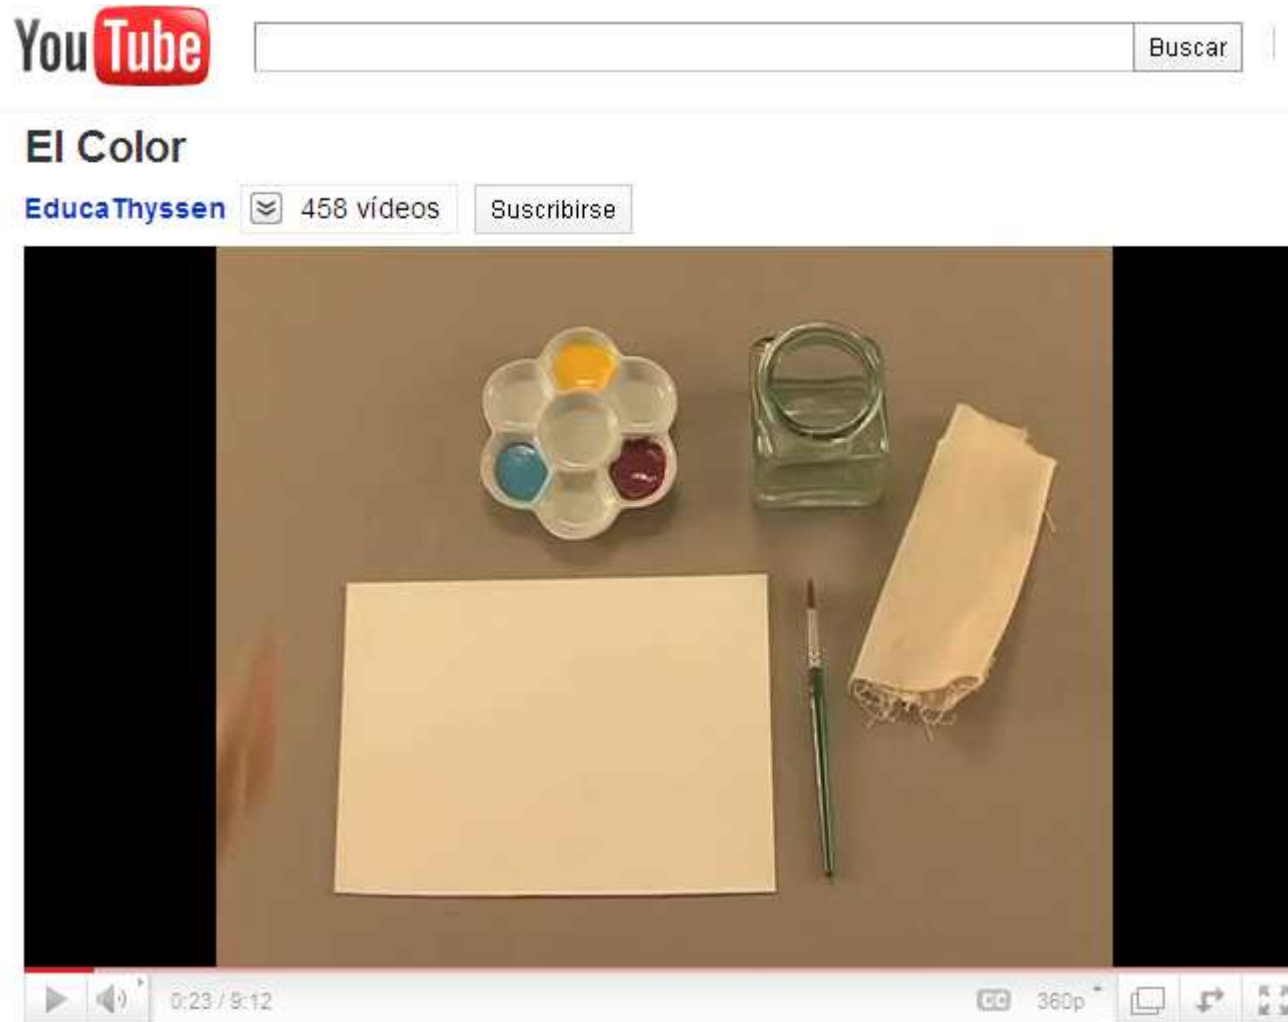 YouTube
Buscar
El Color
EducaThyssen 458 vídeos Suscribirse
0:23 / 9:12 CC 360p